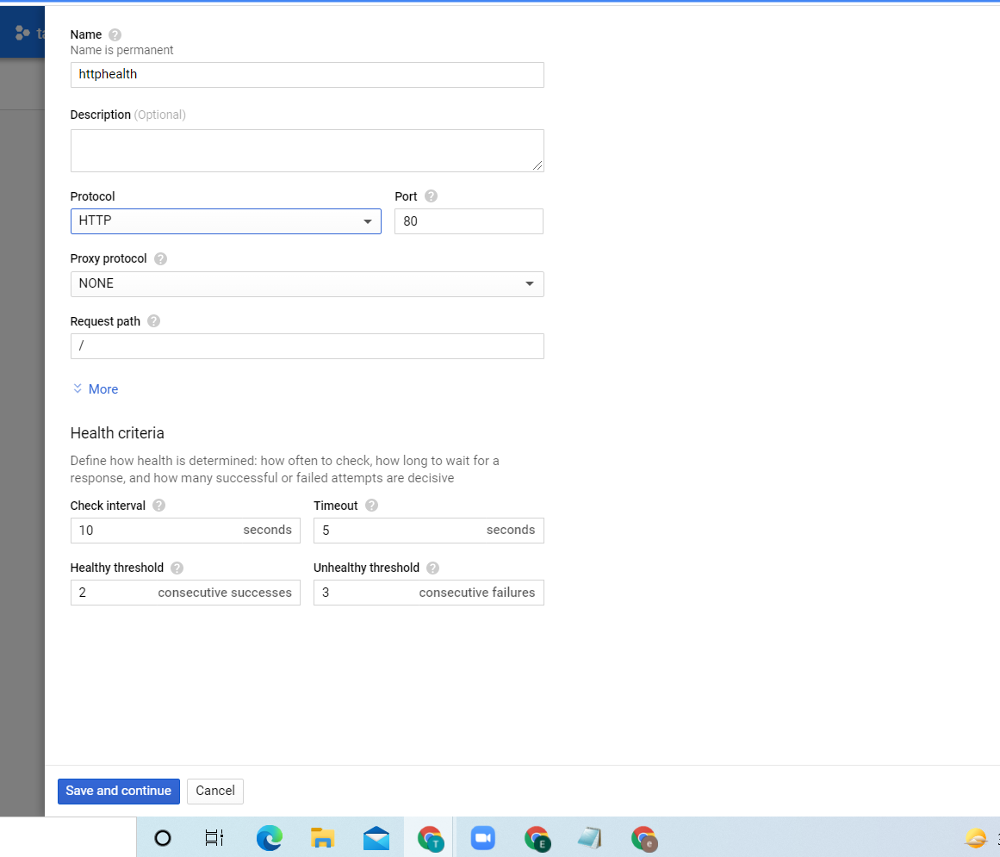 Name
Name is permanent
httphealth
Description (Optional)
Protocol
Port
HTTP
80
Proxy protocol
NONE
Request path
/
More
Health criteria
Define how health is determined: how often to check, how long to wait for a
response, and how many successful or failed attempts are decisive
Check interval
Timeout
10 seconds
5 seconds
Healthy threshold
Unhealthy threshold
2 consecutive successes
3 consecutive failures
Save and continue
Cancel
T
E
e